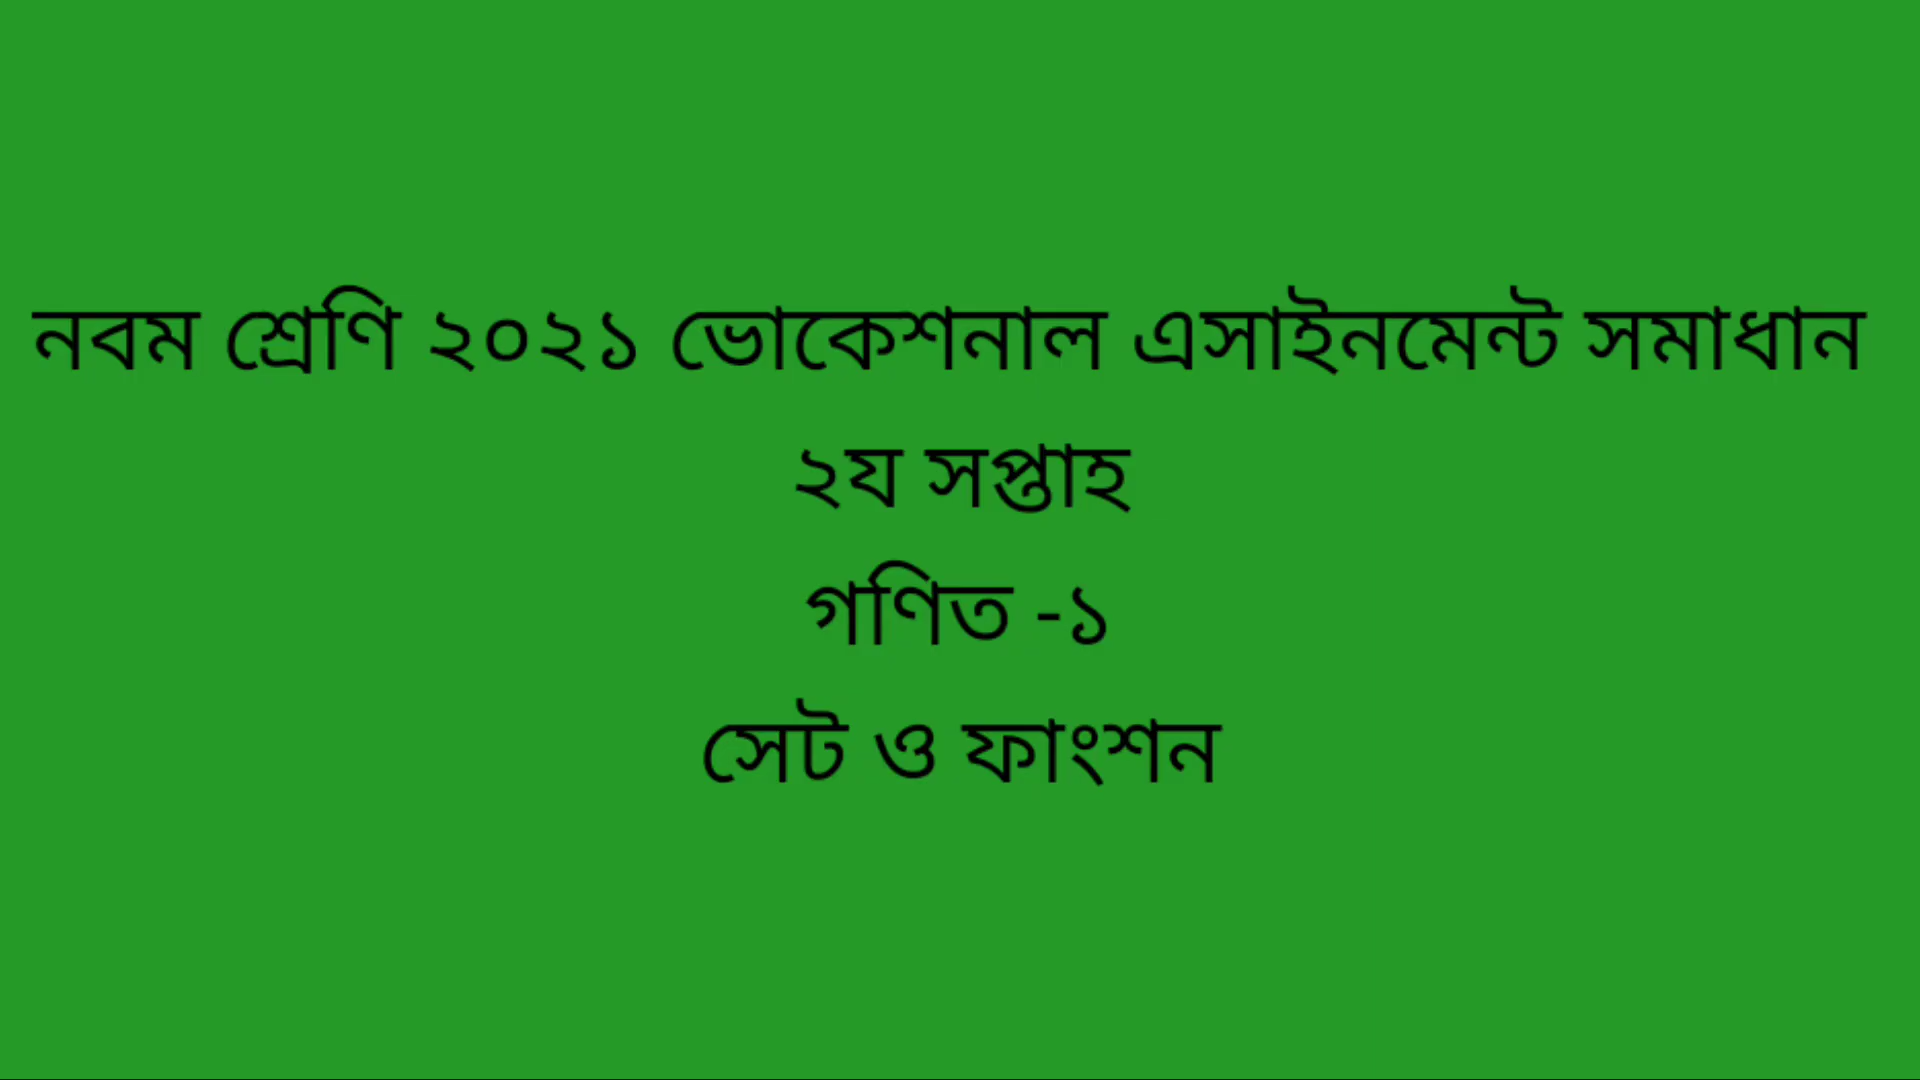 নবম শ্রেণি ২০২১ ভোকেশনাল এসাইনমেন্ট সমাধান
২য সপ্তাহ
গণিত -১
সেট ও ফাংশন